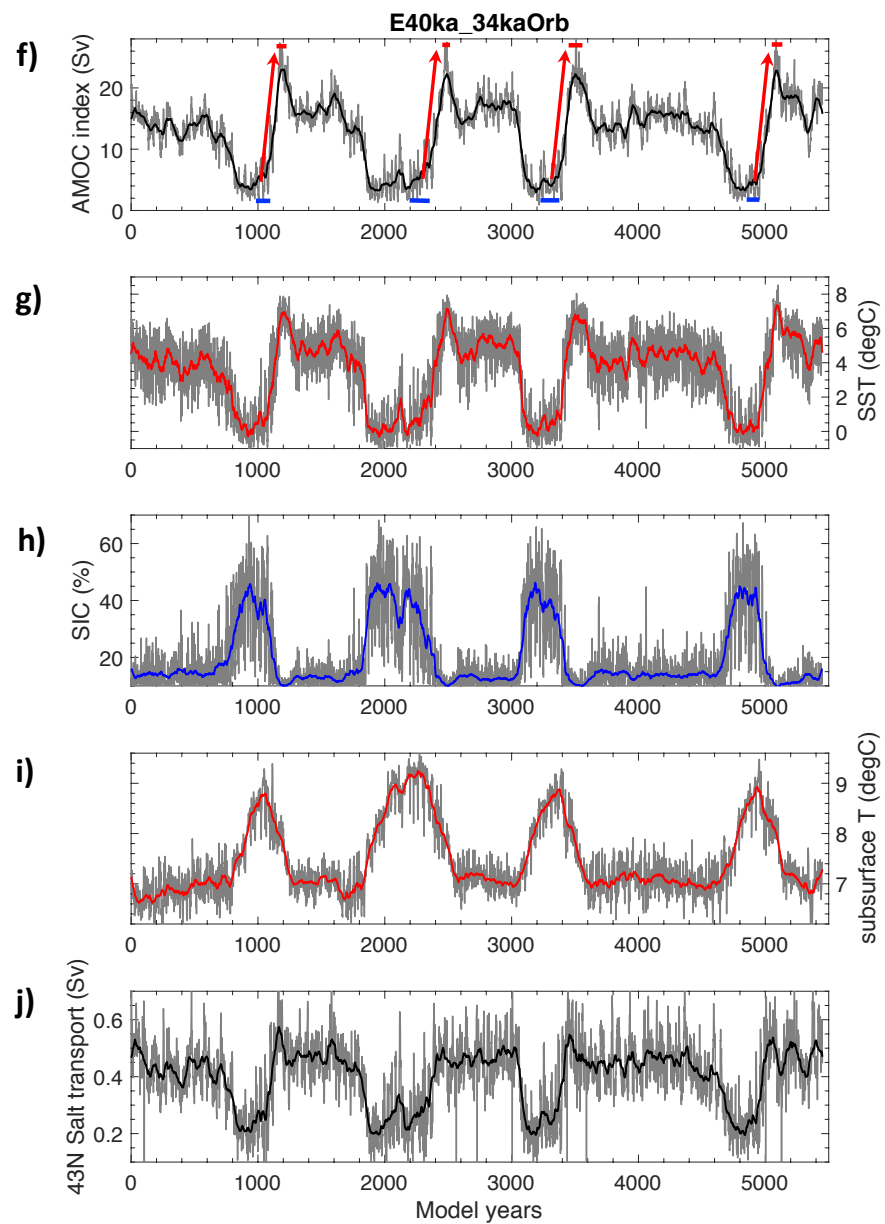 E40ka_34kaOrb
f)
AMOC index (Sv)
20
10
0
0 1000 2000 3000 4000 5000
g)
SST (degC)
8
6
4
2
0
0 1000 2000 3000 4000 5000
h)
SIC (%)
60
40
20
0 1000 2000 3000 4000 5000
i)
subsurface T (degC)
9
8
7
0 1000 2000 3000 4000 5000
j)
43N Salt transport (Sv)
0.6
0.4
0.2
0 1000 2000 3000 4000 5000
Model years